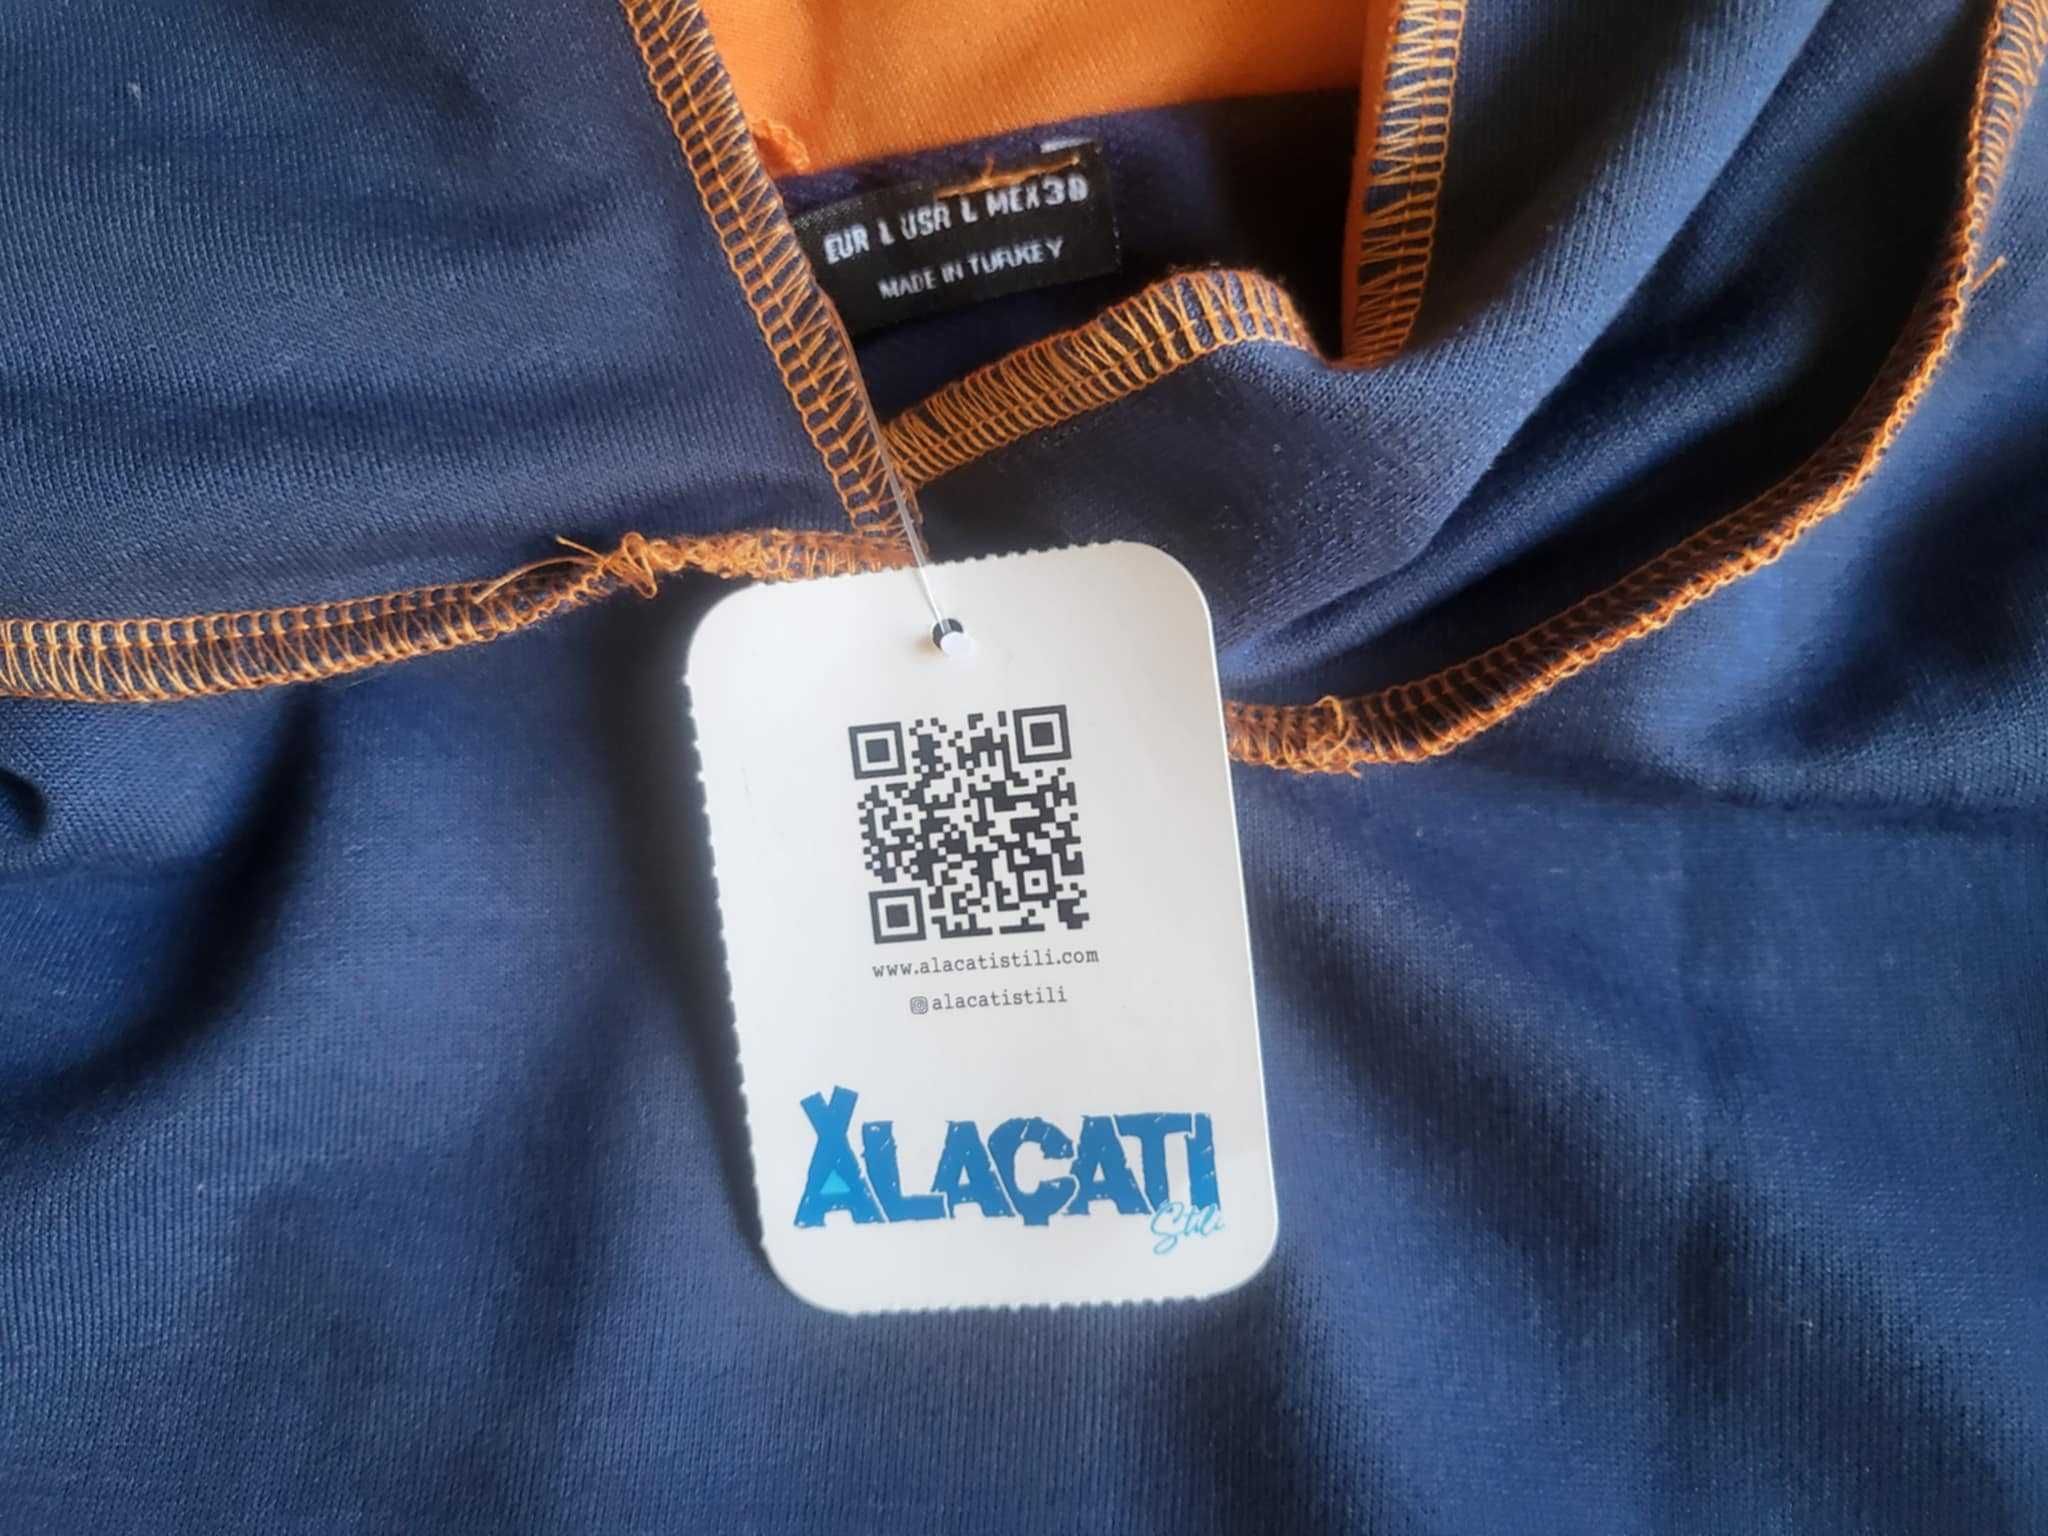 EUR L USA L MEX 30
MADE IN TURKEY
www.alacatistili.com
alacatistili
ALAÇATI
Stili